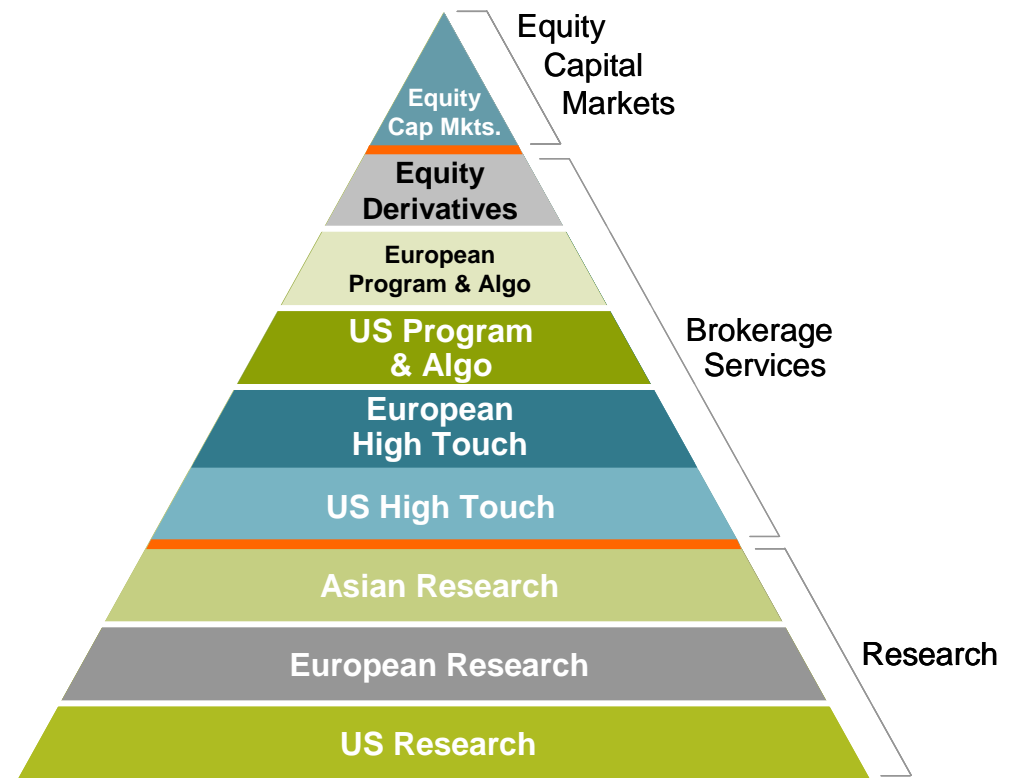 Equity
Capital
Markets
Equity
Cap Mkts.
Equity
Derivatives
European
Program & Algo
US Program
& Algo
Brokerage
Services
European
High Touch
US High Touch
Asian Research
European Research
Research
US Research